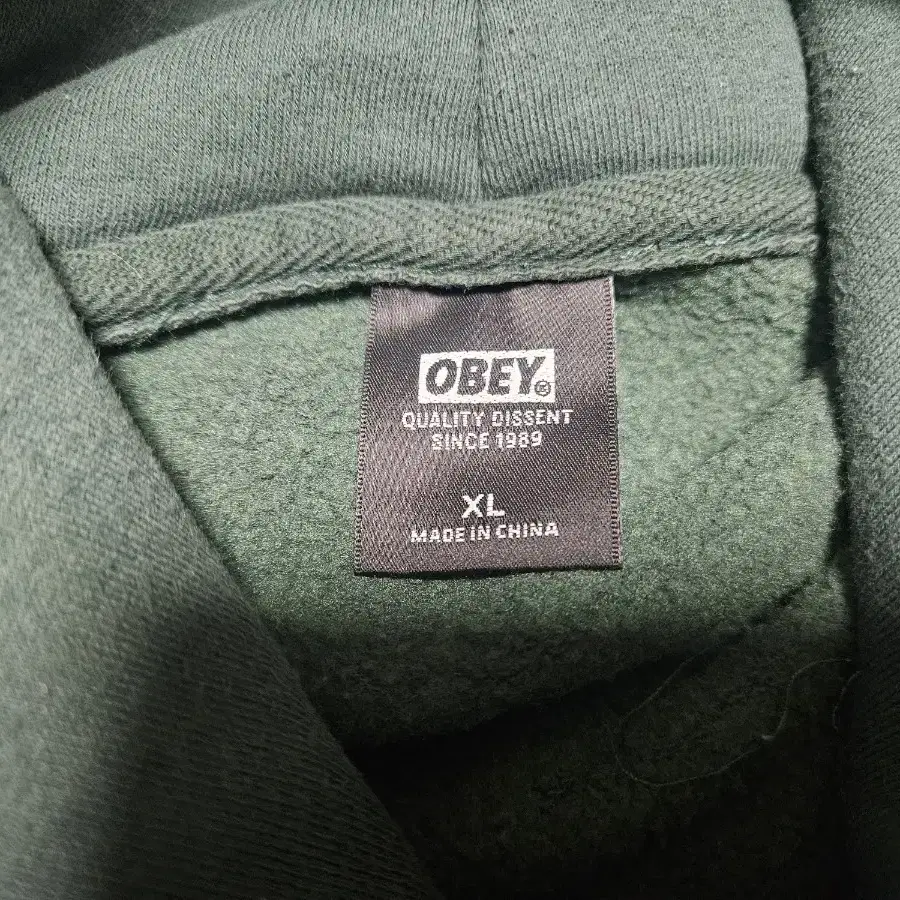 OBEY®
QUALITY DISSENT
SINCE 1989
XL
MADE IN CHINA